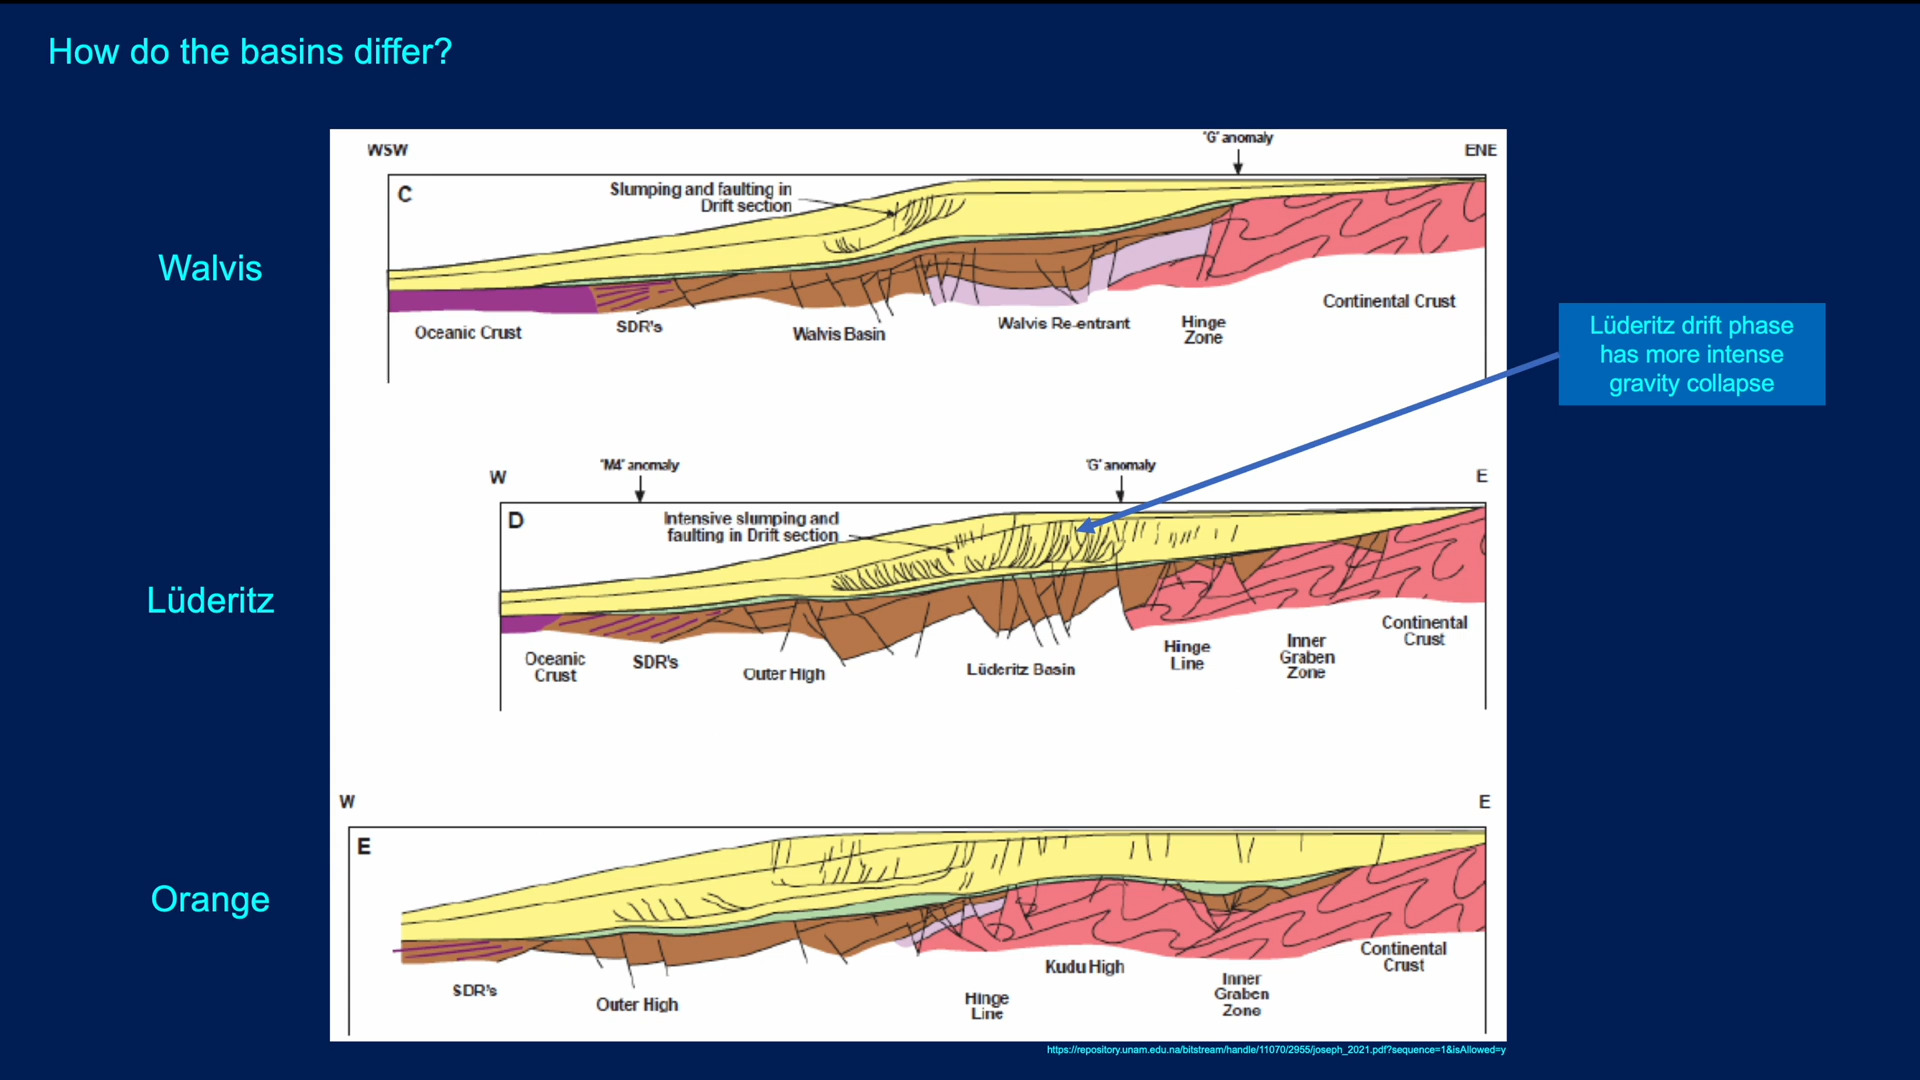 How do the basins differ?
"G" anomaly
WSW
ENE
C
Slumping and faulting in
Drift section
Walvis
Oceanic Crust
SDR's
Walvis Basin
Walvis Re-entrant
Hinge
Zone
Continental Crust
Lüderitz drift phase
has more intense
gravity collapse
"M4" anomaly
"G" anomaly
W
E
D
Intensive slumping and
faulting in Drift section
Lüderitz
Oceanic
Crust
SDR's
Outer High
Lüderitz Basin
Hinge
Line
Inner
Graben
Zone
Continental
Crust
W
E
E
Orange
SDR's
Outer High
Hinge
Line
Kudu High
Inner
Graben
Zone
Continental
Crust
https://repository.unam.edu.na/bitstream/handle/11070/2955/joseph_2021.pdf?sequence=1&isAllowed=y